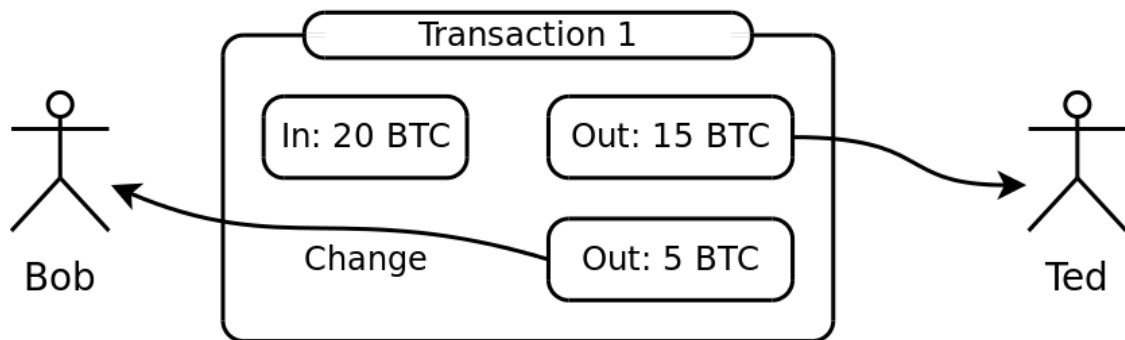 Transaction 1
In: 20 BTC
Out: 15 BTC
Change
Out: 5 BTC
Bob
Ted